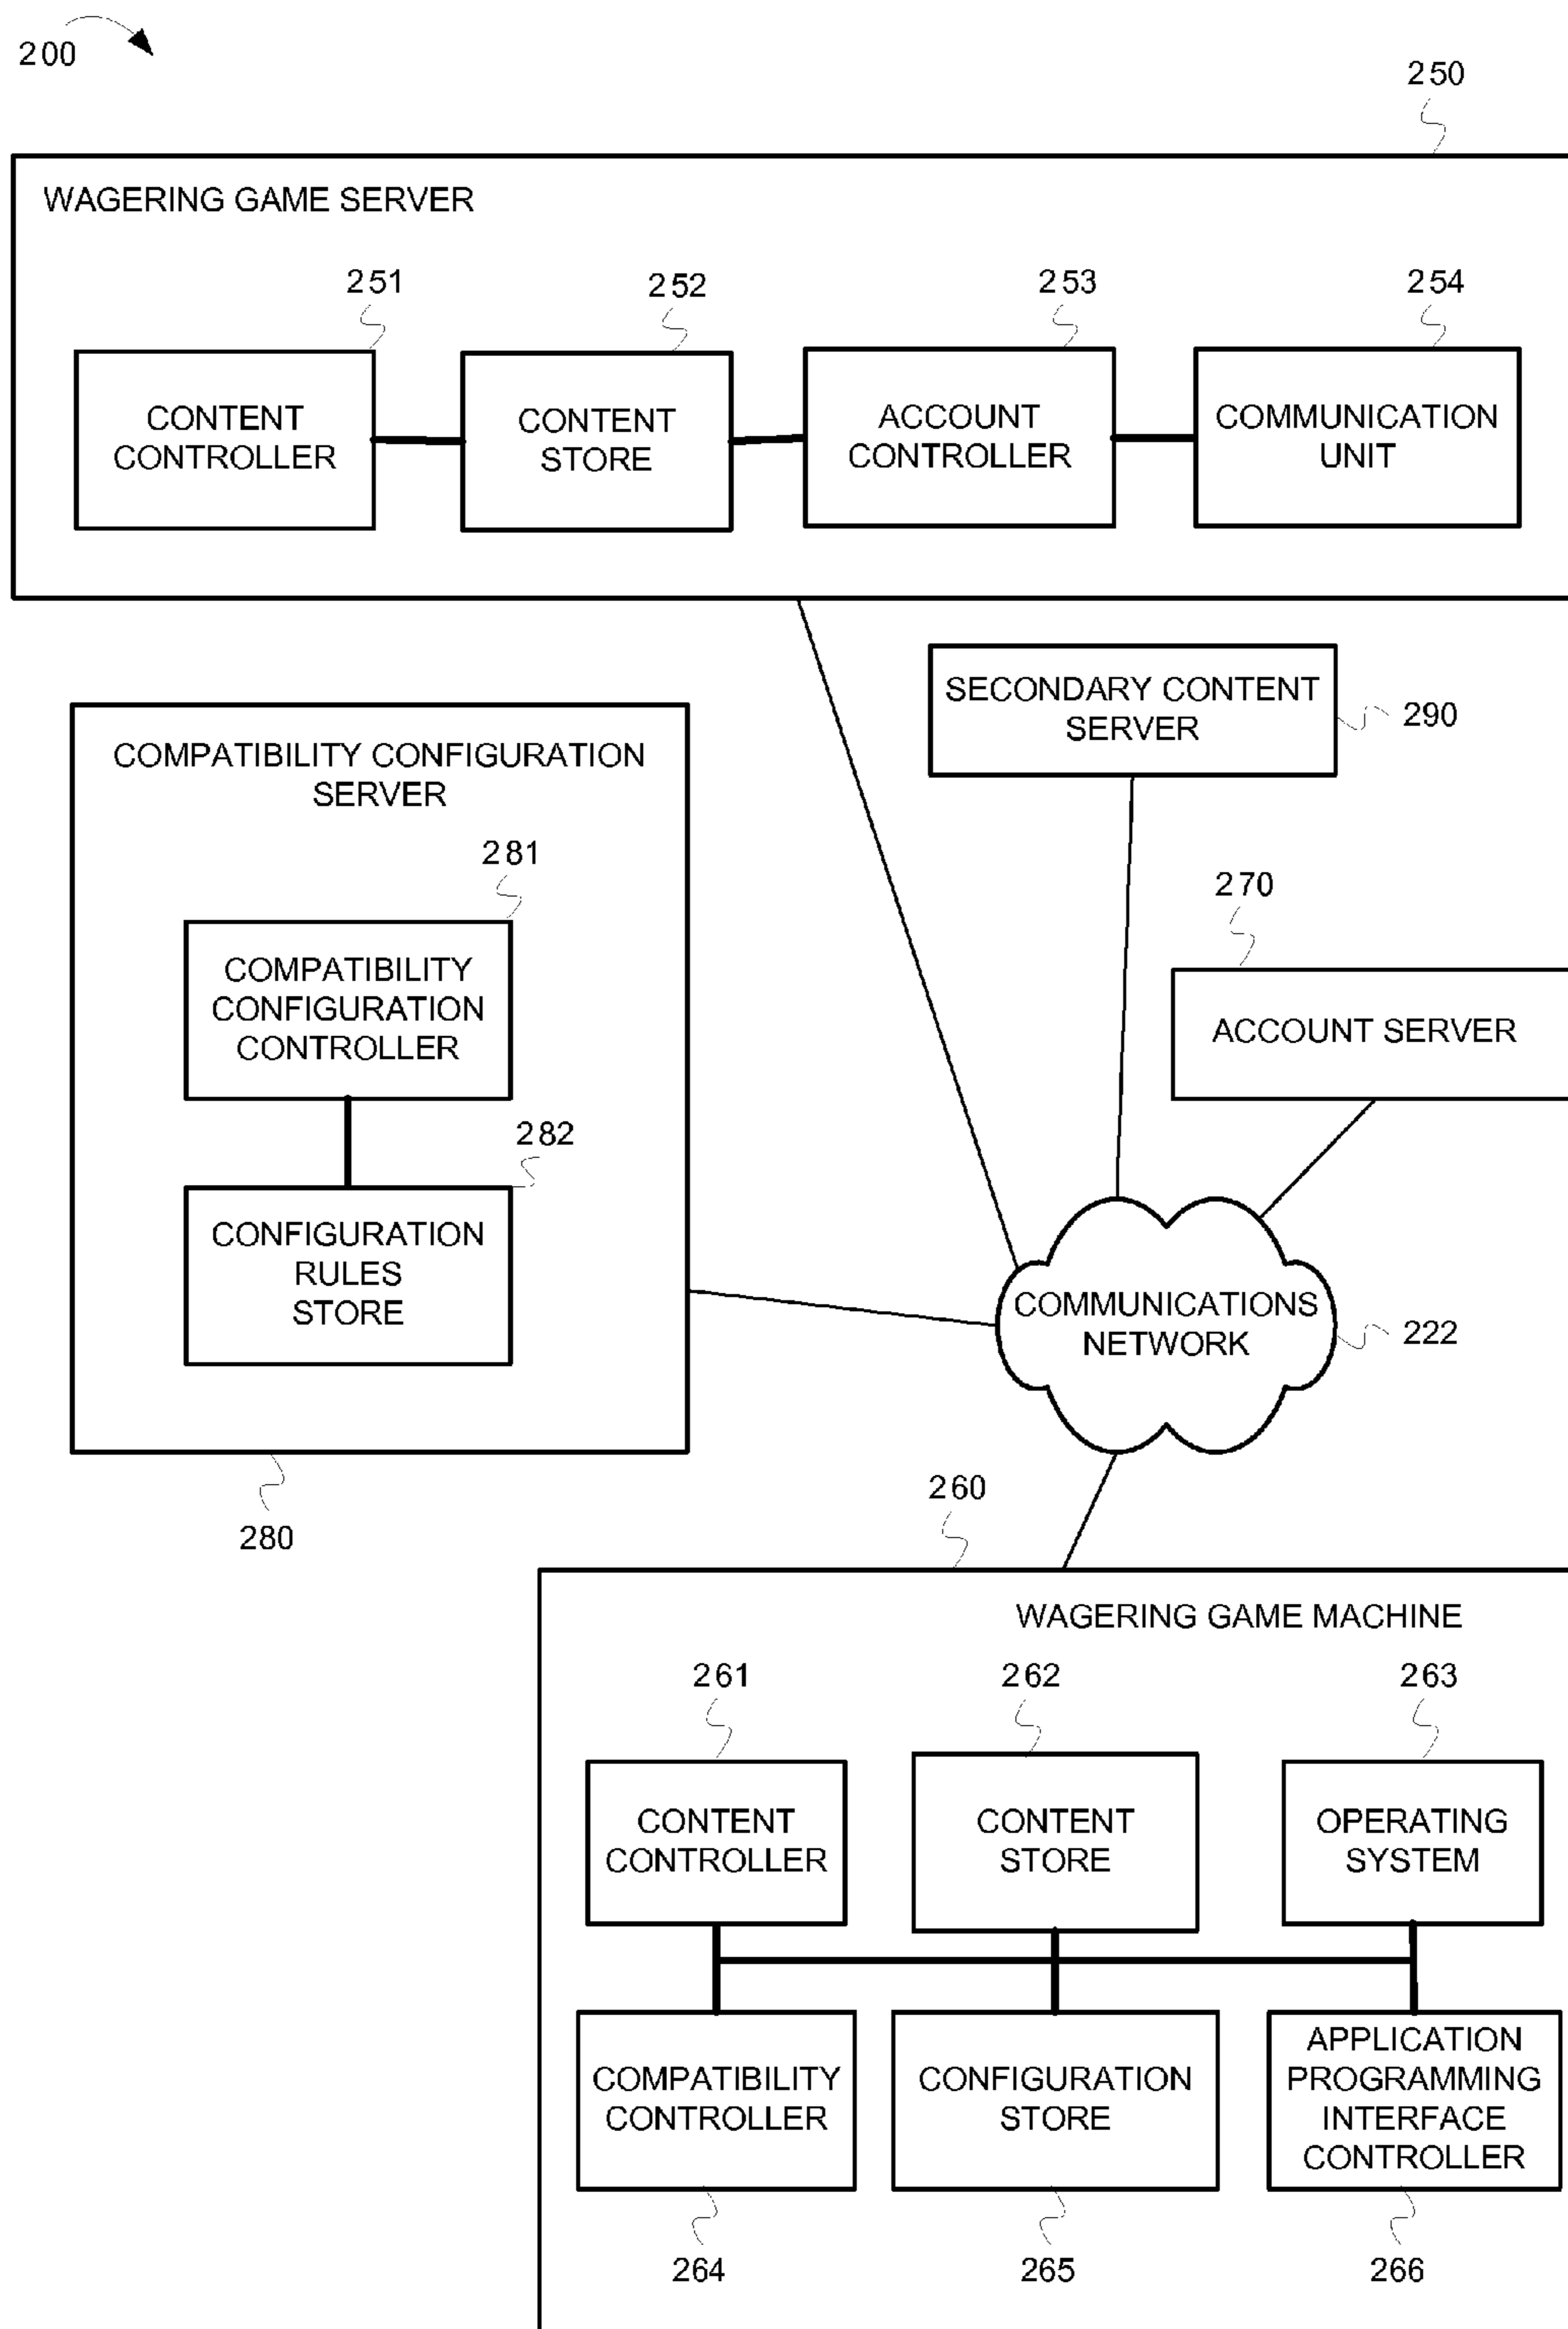 200
250
WAGERING GAME SERVER
251
252
253
254
CONTENT
CONTROLLER
CONTENT
STORE
ACCOUNT
CONTROLLER
COMMUNICATION
UNIT
SECONDARY CONTENT
SERVER
290
COMPATIBILITY CONFIGURATION
SERVER
281
COMPATIBILITY
CONFIGURATION
CONTROLLER
282
CONFIGURATION
RULES
STORE
280
270
ACCOUNT SERVER
COMMUNICATIONS
NETWORK
222
260
WAGERING GAME MACHINE
261
262
263
CONTENT
CONTROLLER
CONTENT
STORE
OPERATING
SYSTEM
COMPATIBILITY
CONTROLLER
CONFIGURATION
STORE
APPLICATION
PROGRAMMING
INTERFACE
CONTROLLER
264
265
266